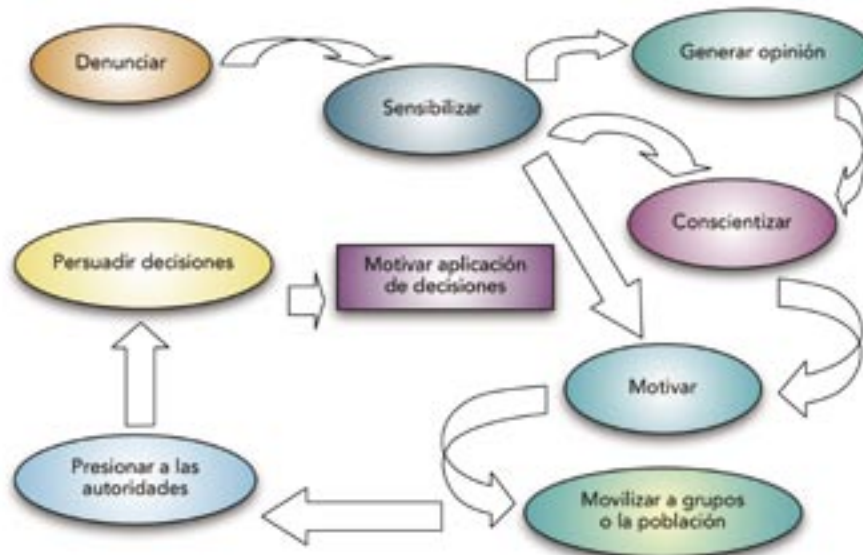 Denunciar
Sensibilizar
Generar opinión
Conscientizar
Persuadir decisiones
Motivar aplicación
de decisiones
Motivar
Presionar a las
autoridades
Movilizar a grupos
o la población